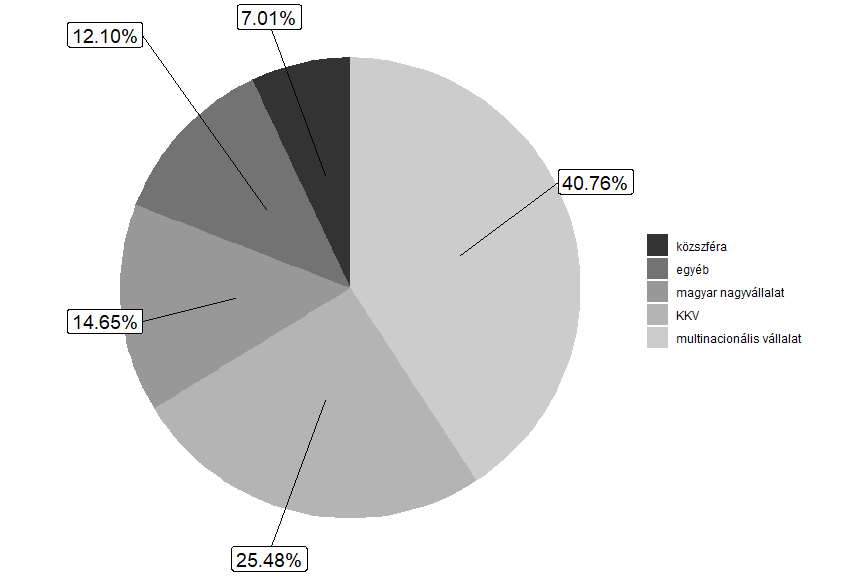 7.01%
12.10%
40.76%
14.65%
25.48%
közszféra
egyéb
magyar nagyvállalat
KKV
multinacionális vállalat